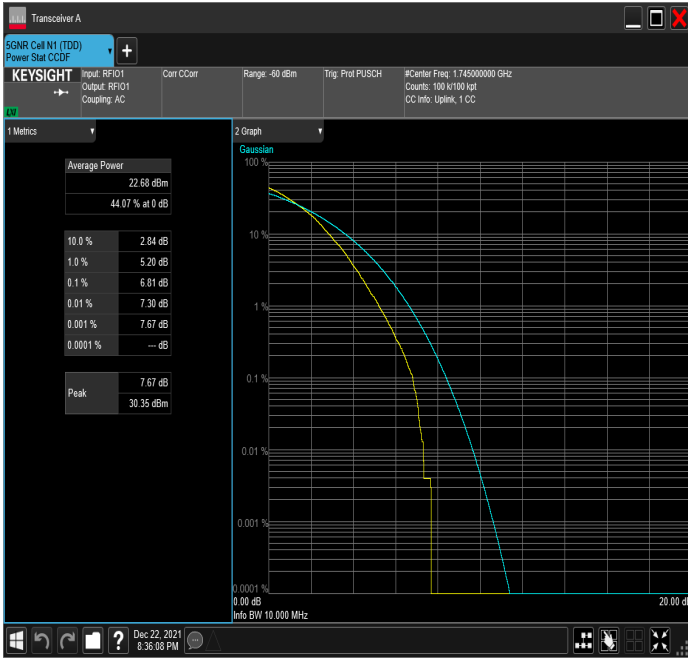 Transceiver A
5GNR Cell N1 (TDD)
Power Stat CCDF
KEYSIGHT
Input: RFIO1
Output: RFIO1
Coupling: AC
Corr CCorr
Range: -60 dBm
Trig: Prot PUSCH
#Center Freq: 1.745000000 GHz
Counts: 100 k/100 kpt
CC Info: Uplink, 1 CC
LXI
1 Metrics
Average Power
22.68 dBm
44.07 % at 0 dB
10.0 % 2.84 dB
1.0 % 5.20 dB
0.1 % 6.81 dB
0.01 % 7.30 dB
0.001 % 7.67 dB
0.0001 % --- dB
Peak
7.67 dB
30.35 dBm
2 Graph
Gaussian
100 %
10 %
1 %
0.1 %
0.01 %
0.001 %
0.0001 %
0.00 dB
20.00 dB
Info BW 10.000 MHz
?
Dec 22, 2021
8:36:08 PM